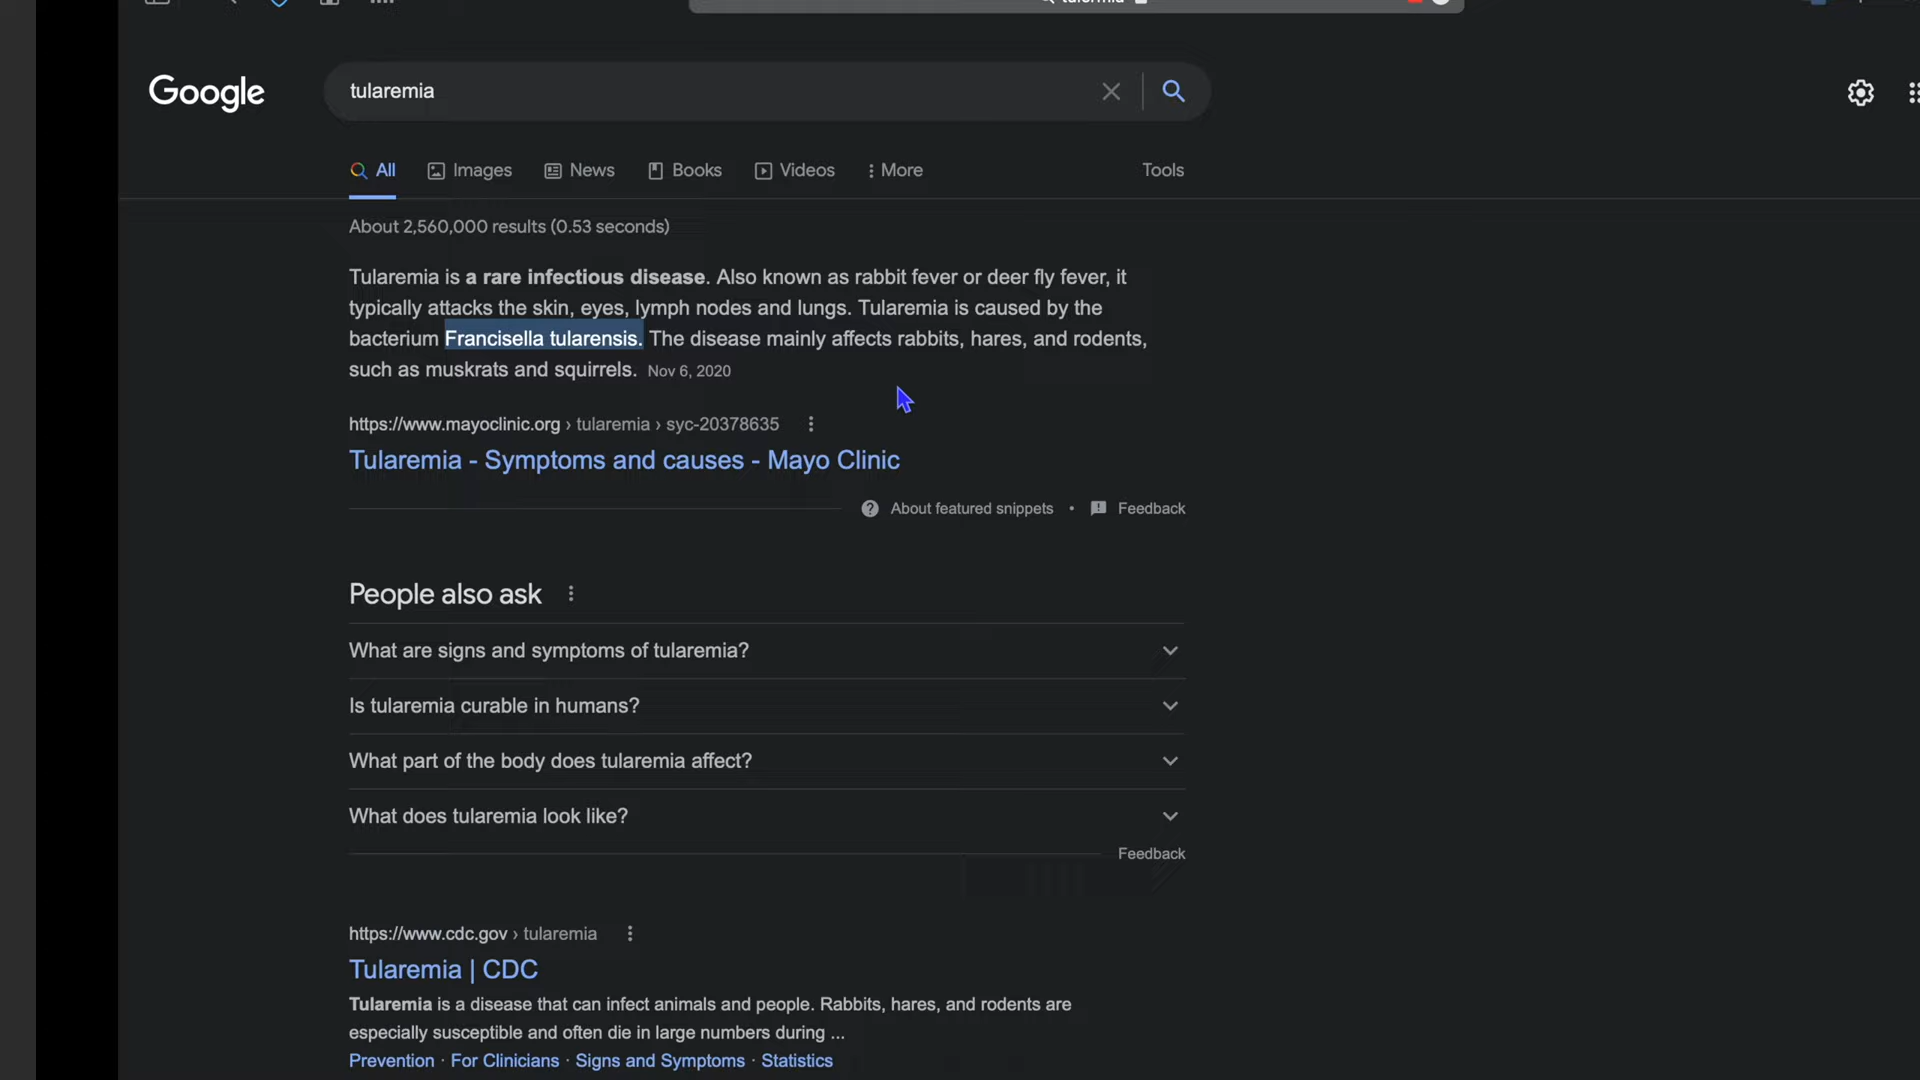 Google
tularemia
All Images News Books Videos More Tools
About 2,560,000 results (0.53 seconds)
Tularemia is a rare infectious disease. Also known as rabbit fever or deer fly fever, it
typically attacks the skin, eyes, lymph nodes and lungs. Tularemia is caused by the
bacterium Francisella tularensis. The disease mainly affects rabbits, hares, and rodents,
such as muskrats and squirrels. Nov 6, 2020
https://www.mayoclinic.org › tularemia › syc-20378635
Tularemia - Symptoms and causes - Mayo Clinic
About featured snippets • Feedback
People also ask
What are signs and symptoms of tularemia?
Is tularemia curable in humans?
What part of the body does tularemia affect?
What does tularemia look like?
Feedback
https://www.cdc.gov › tularemia
Tularemia | CDC
Tularemia is a disease that can infect animals and people. Rabbits, hares, and rodents are
especially susceptible and often die in large numbers during ...
Prevention · For Clinicians · Signs and Symptoms · Statistics